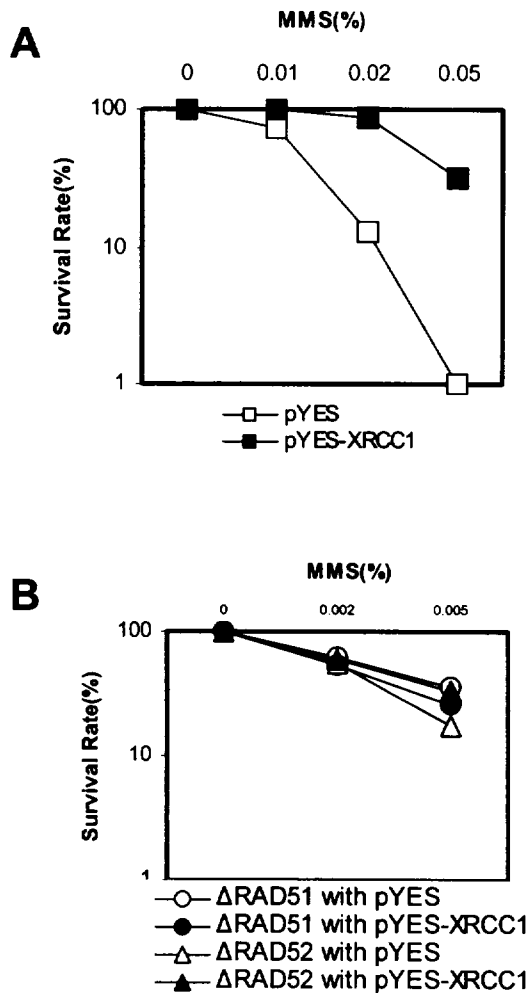 A
MMS(%)
0 0.01 0.02 0.05
100
10
1
Survival Rate(%)
pYES
pYES-XRCC1
B
MMS(%)
0 0.002 0.005
100
10
1
Survival Rate(%)
ΔRAD51 with pYES
ΔRAD51 with pYES-XRCC1
ΔRAD52 with pYES
ΔRAD52 with pYES-XRCC1